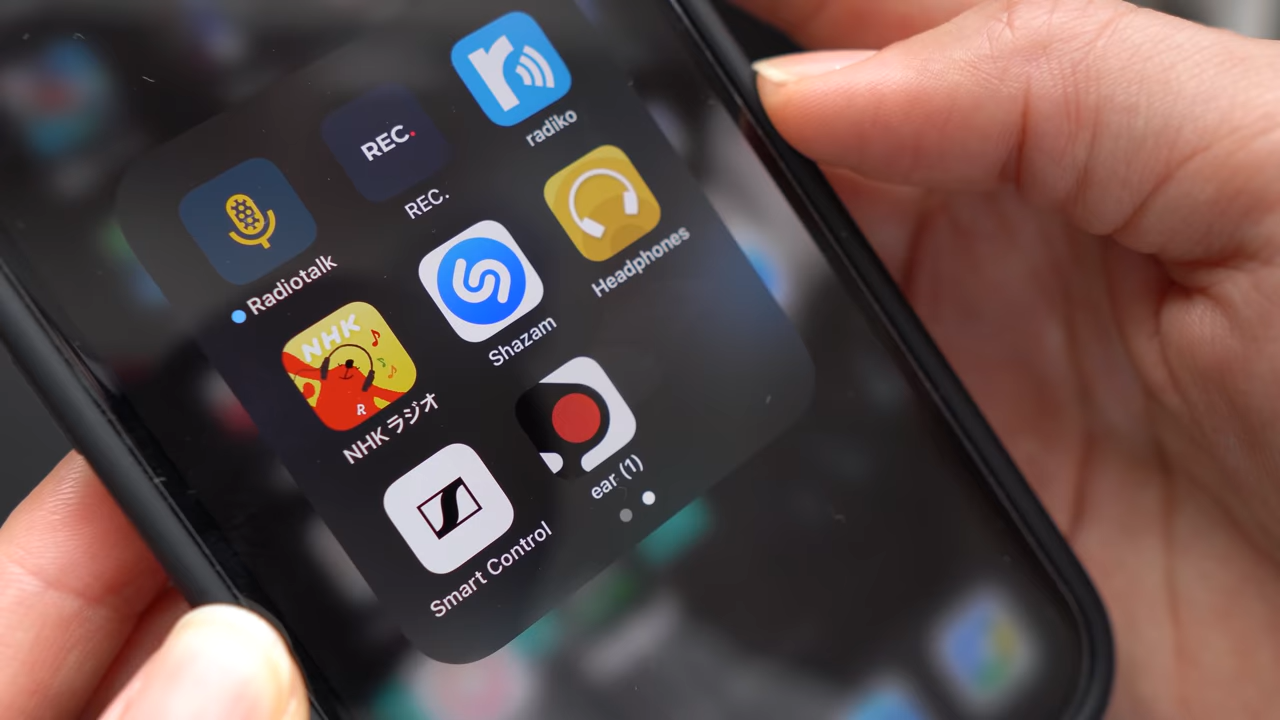 REC.
r
radiko
REC.
Radiotalk
Headphones
Shazam
NHK
R
NHK ラジオ
ear (1)
Smart Control